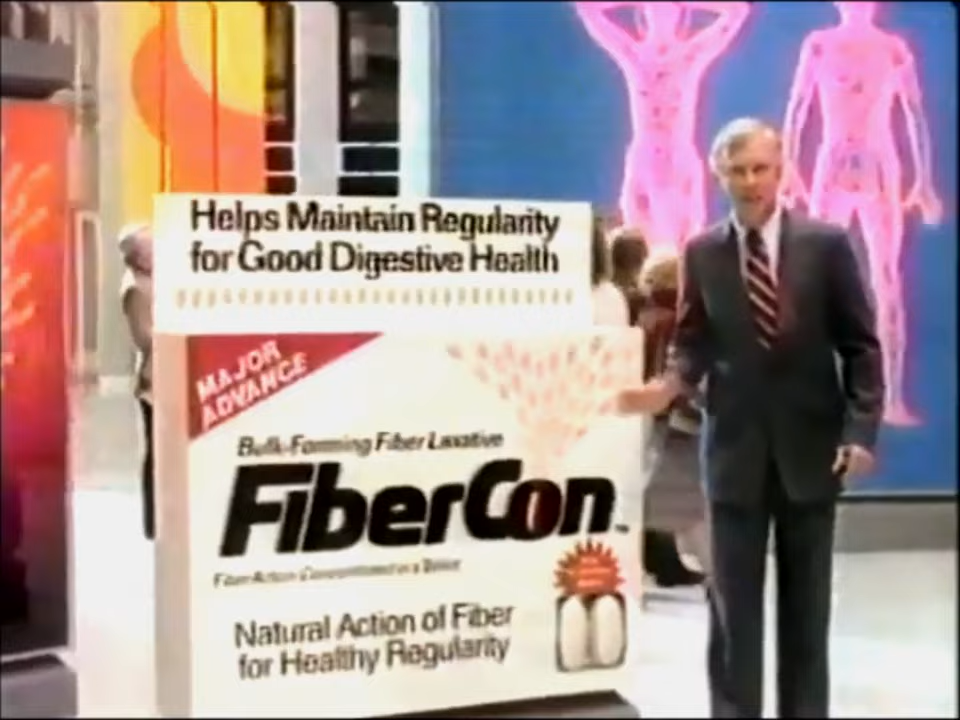 Helps Maintain Regularity
for Good Digestive Health
MAJOR
ADVANCE
Bulk-Forming Fiber Laxative
FiberCon™
Natural Action of Fiber
for Healthy Regularity